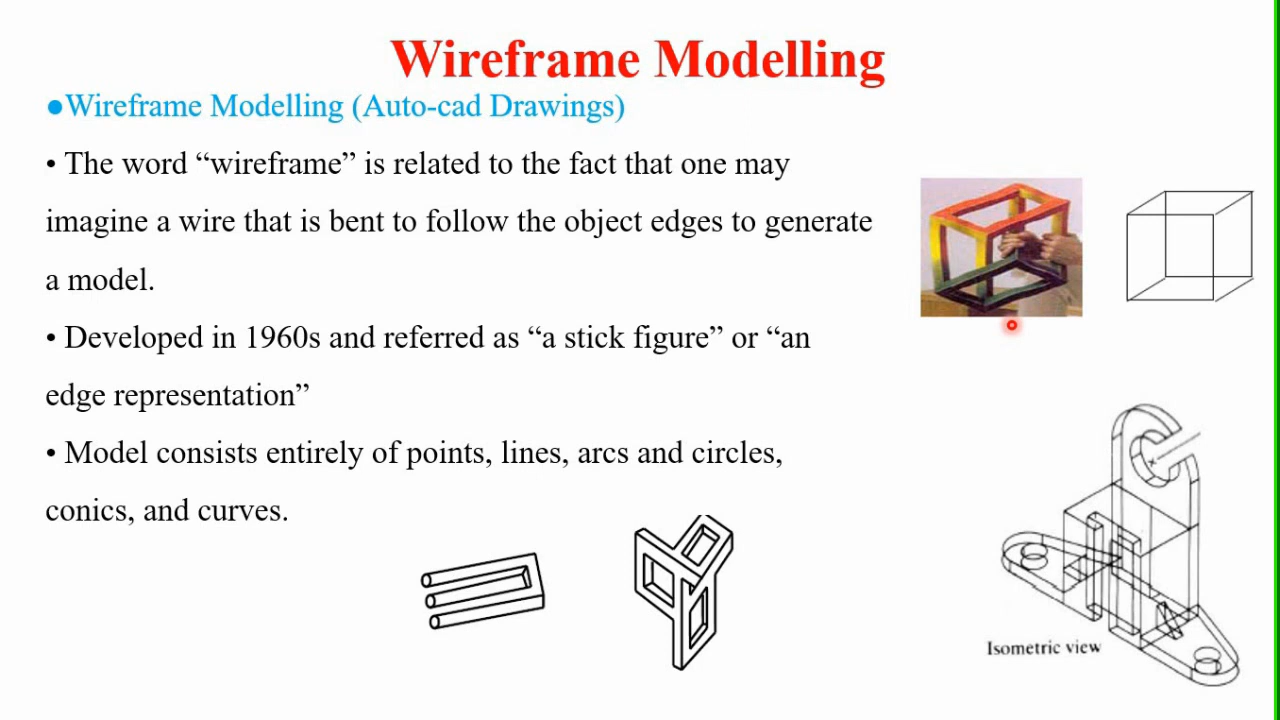 Wireframe Modelling
●Wireframe Modelling (Auto-cad Drawings)
• The word “wireframe” is related to the fact that one may
imagine a wire that is bent to follow the object edges to generate
a model.
• Developed in 1960s and referred as “a stick figure” or “an
edge representation”
• Model consists entirely of points, lines, arcs and circles,
conics, and curves.
Isometric view